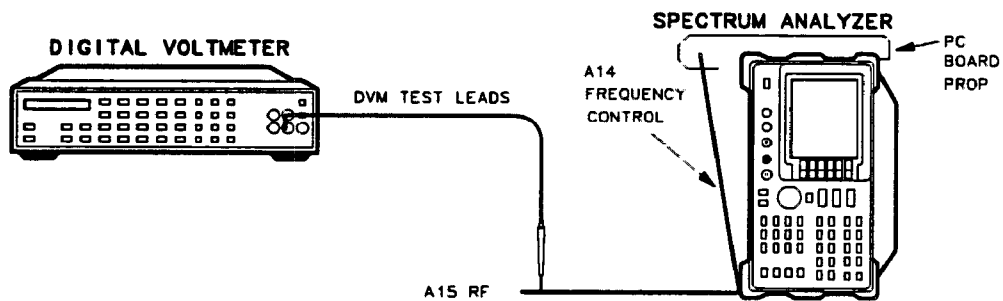 SPECTRUM ANALYZER
DIGITAL VOLTMETER
PC
BOARD
PROP
A14
FREQUENCY
CONTROL
DVM TEST LEADS
A15 RF